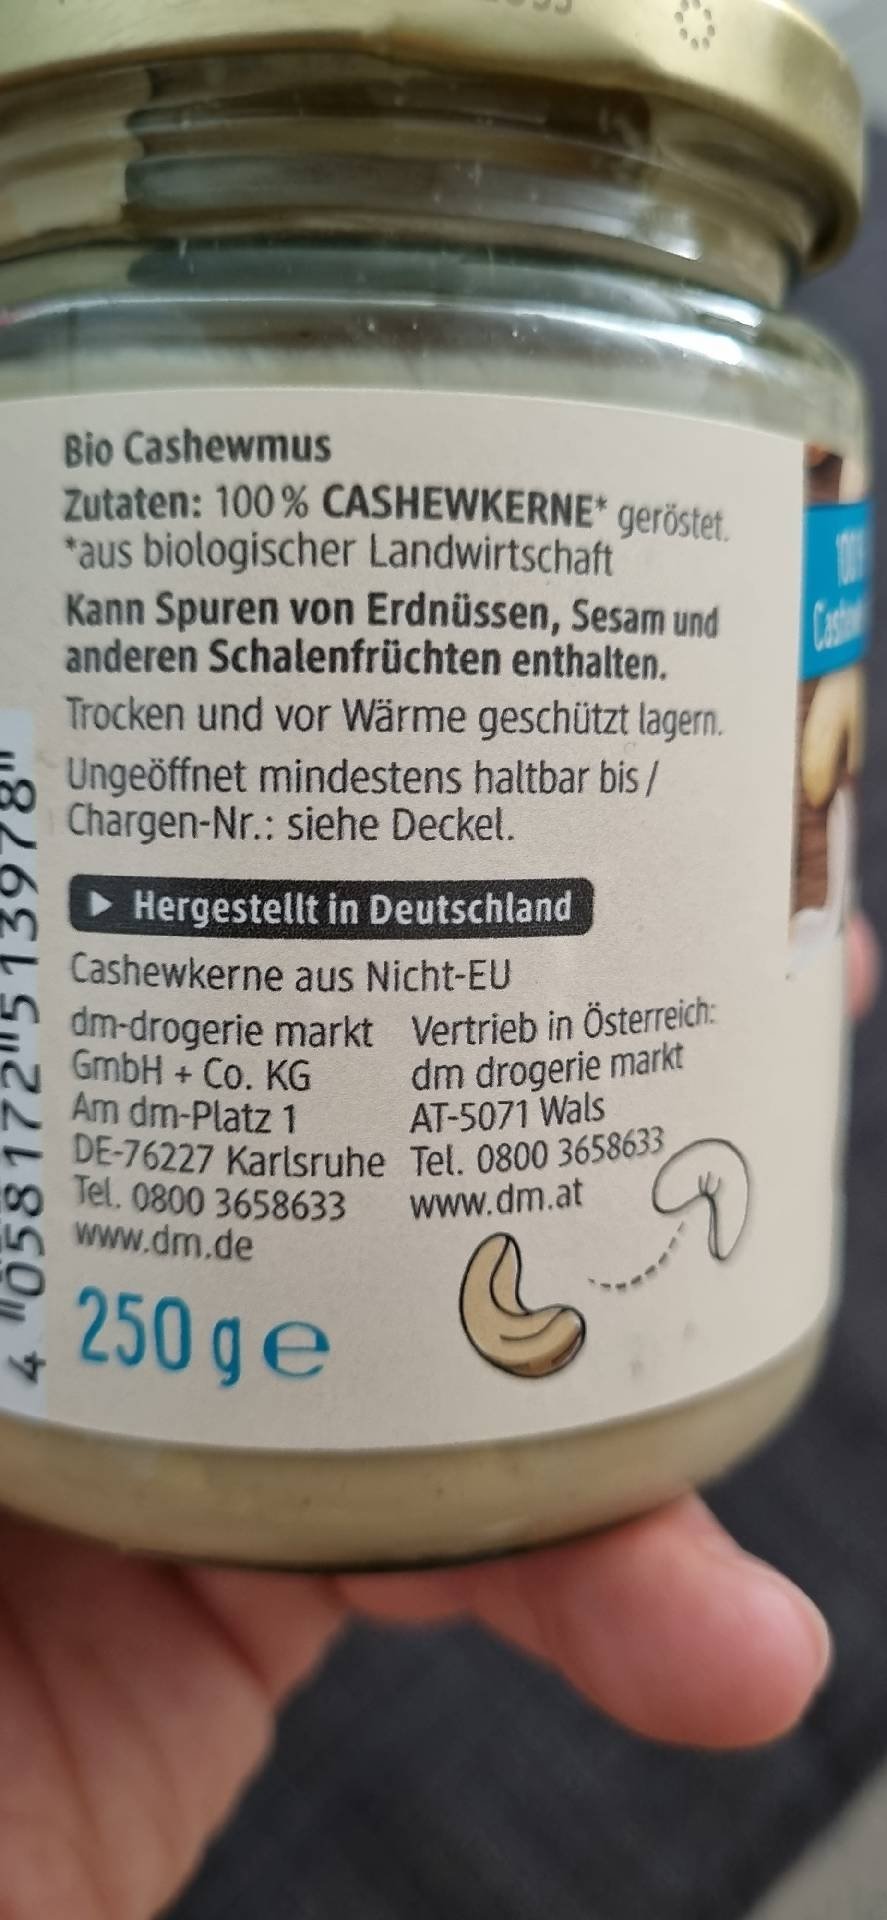 Bio Cashewmus
Zutaten: 100 % CASHEWKERNE* geröstet.
*aus biologischer Landwirtschaft
Kann Spuren von Erdnüssen, Sesam und
anderen Schalenfrüchten enthalten.
Trocken und vor Wärme geschützt lagern.
Ungeöffnet mindestens haltbar bis /
Chargen-Nr.: siehe Deckel.
Hergestellt in Deutschland
Cashewkerne aus Nicht-EU
dm-drogerie markt
GmbH + Co. KG
Am dm-Platz 1
DE-76227 Karlsruhe
Tel. 0800 3658633
www.dm.de
Vertrieb in Österreich:
dm drogerie markt
AT-5071 Wals
Tel. 0800 3658633
www.dm.at
250 g e
4 058172 513978